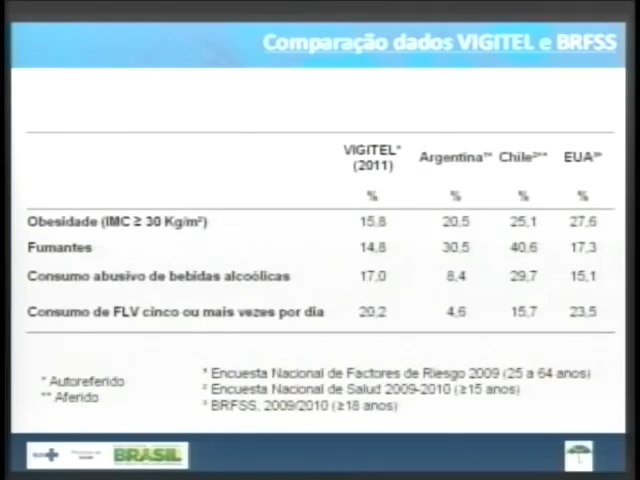 Comparação dados VIGITEL e BRFSS
VIGITEL* (2011) Argentina¹* Chile²** EUA³*
% % % %
Obesidade (IMC ≥ 30 Kg/m²) 15,8 20,5 25,1 27,6
Fumantes 14,8 30,5 40,6 17,3
Consumo abusivo de bebidas alcoólicas 17,0 8,4 29,7 15,1
Consumo de FLV cinco ou mais vezes por dia 20,2 4,6 15,7 23,5
* Autoreferido
** Aferido
¹ Encuesta Nacional de Factores de Riesgo 2009 (25 a 64 anos)
² Encuesta Nacional de Salud 2009-2010 (≥15 anos)
³ BRFSS, 2009/2010 (≥18 anos)
SUS BRASIL